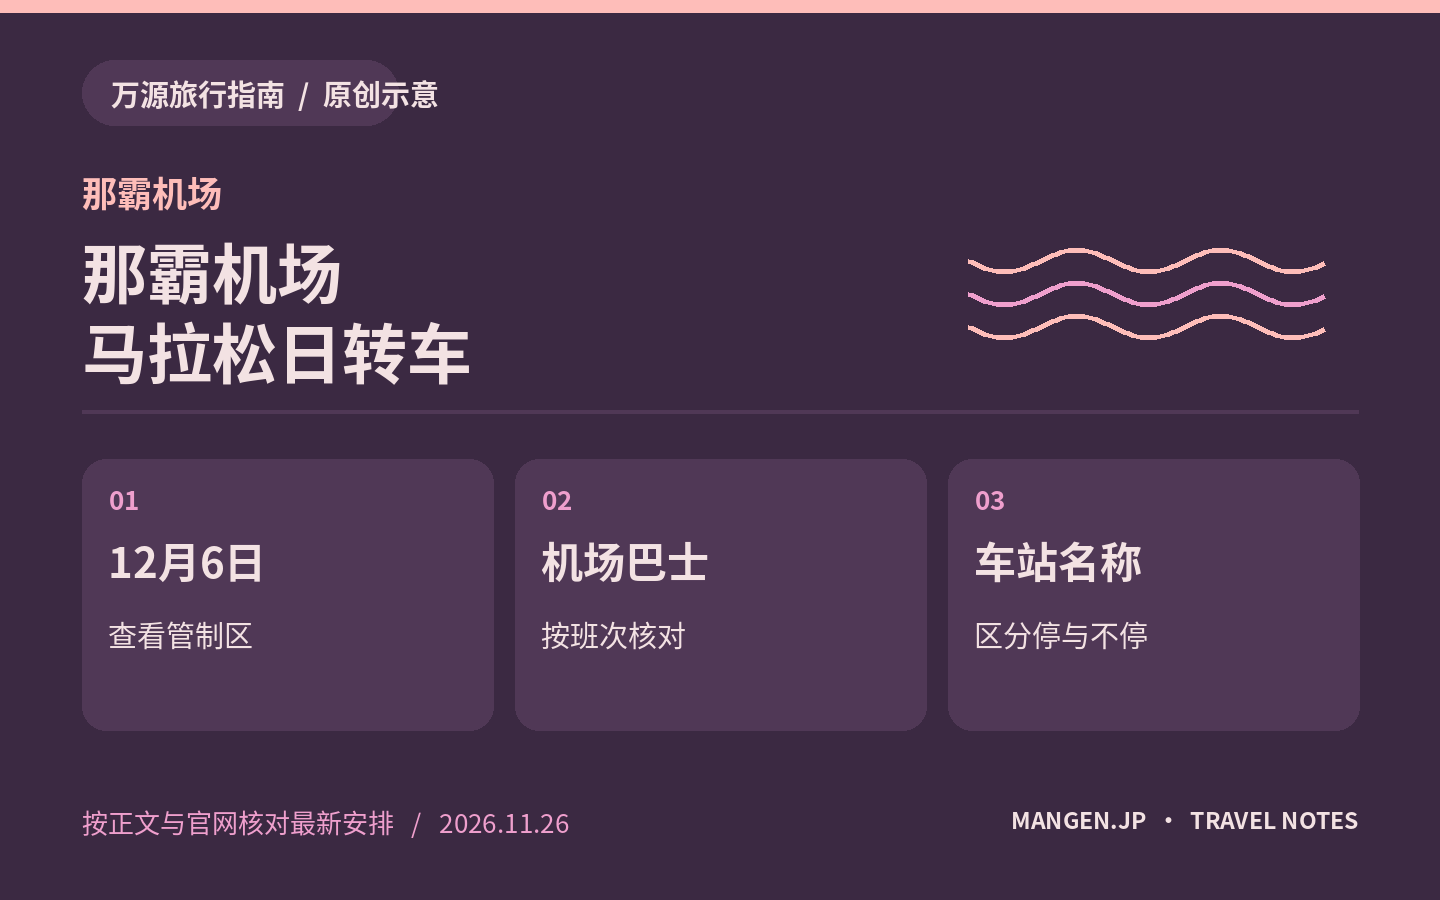 万源旅行指南 / 原创示意
那霸机场
那霸机场
马拉松日转车
01
12月6日
查看管制区
02
机场巴士
按班次核对
03
车站名称
区分停与不停
按正文与官网核对最新安排 / 2026.11.26
MANGEN.JP • TRAVEL NOTES